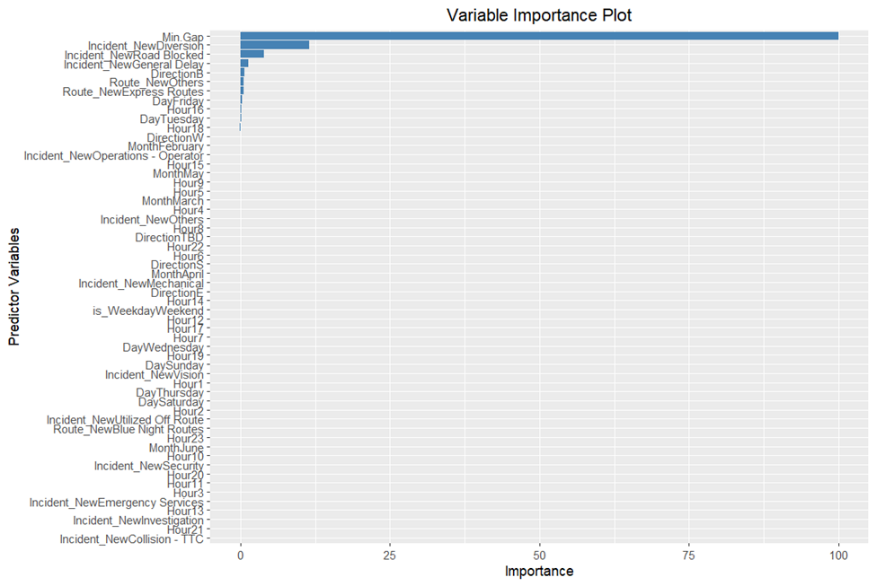 Variable Importance Plot
Min.Gap
Incident_NewDiversion
Incident_NewRoad Blocked
Incident_NewGeneral Delay
DirectionB
Route_NewOthers
Route_NewExpress Routes
DayFriday
Hour16
DayTuesday
Hour18
DirectionW
MonthFebruary
Incident_NewOperations - Operator
Hour15
MonthMay
Hour9
Hour5
MonthMarch
Hour4
Incident_NewOthers
Hour8
DirectionTBD
Hour22
Hour6
DirectionS
MonthApril
Incident_NewMechanical
DirectionE
Hour14
is_WeekdayWeekend
Hour12
Hour17
Hour7
DayWednesday
Hour19
DaySunday
Incident_NewVision
Hour1
DayThursday
DaySaturday
Hour2
Incident_NewUtilized Off Route
Route_NewBlue Night Routes
Hour23
MonthJune
Hour10
Incident_NewSecurity
Hour20
Hour11
Hour3
Incident_NewEmergency Services
Hour13
Incident_NewInvestigation
Hour21
Incident_NewCollision - TTC
Predictor Variables
0 25 50 75 100
Importance